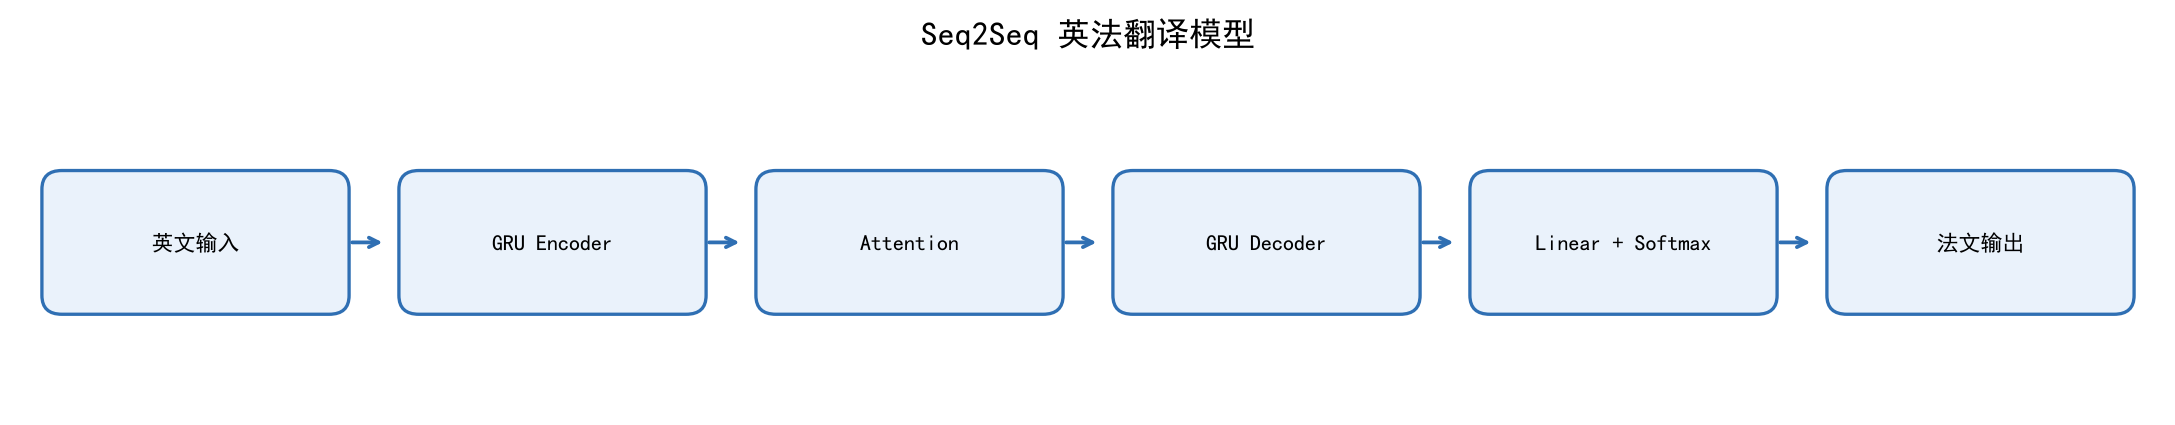 Seq2Seq 英法翻译模型
英文输入
GRU Encoder
Attention
GRU Decoder
Linear + Softmax
法文输出